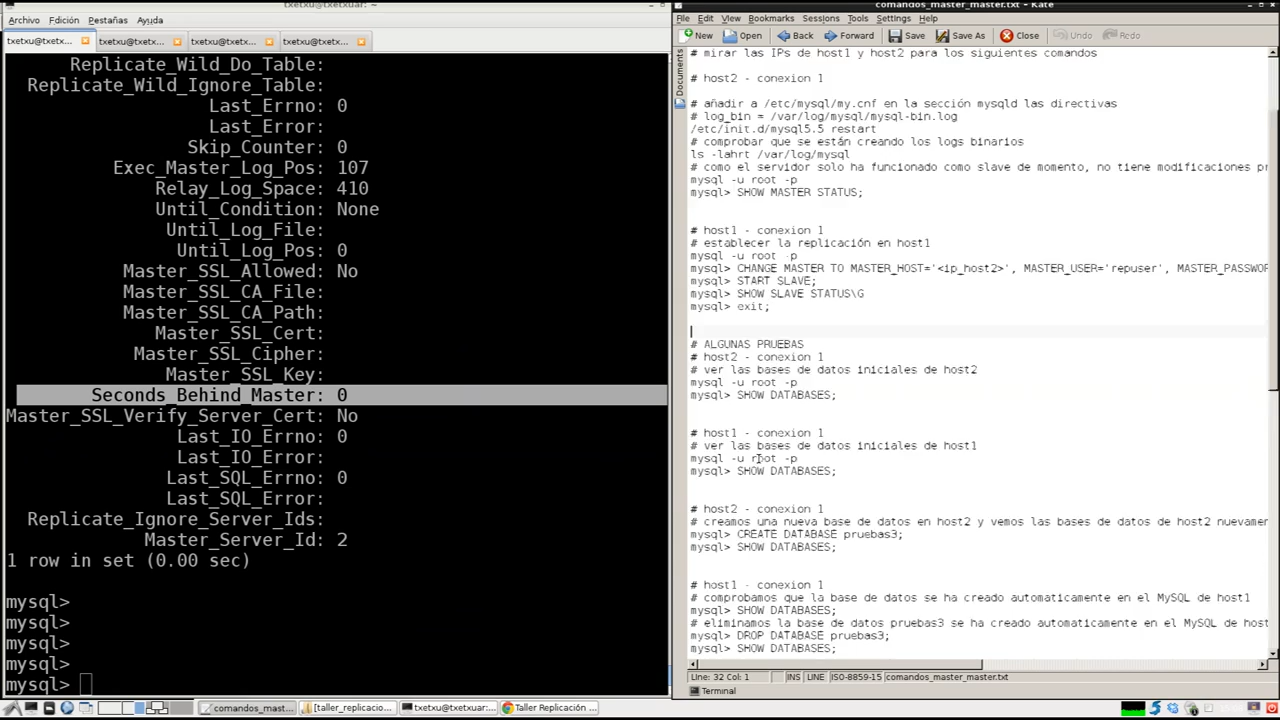 txetxu@txetxuar: ~
Archivo Edición Pestañas Ayuda
txetxu@txetx... txetxu@txetx... txetxu@txetx... txetxu@txetx...
Replicate_Wild_Do_Table:
Replicate_Wild_Ignore_Table:
Last_Errno: 0
Last_Error:
Skip_Counter: 0
Exec_Master_Log_Pos: 107
Relay_Log_Space: 410
Until_Condition: None
Until_Log_File:
Until_Log_Pos: 0
Master_SSL_Allowed: No
Master_SSL_CA_File:
Master_SSL_CA_Path:
Master_SSL_Cert:
Master_SSL_Cipher:
Master_SSL_Key:
Seconds_Behind_Master: 0
Master_SSL_Verify_Server_Cert: No
Last_IO_Errno: 0
Last_IO_Error:
Last_SQL_Errno: 0
Last_SQL_Error:
Replicate_Ignore_Server_Ids:
Master_Server_Id: 2
1 row in set (0.00 sec)
mysql>
mysql>
mysql>
mysql>
mysql>
comandos_master_master.txt - Kate
File Edit View Bookmarks Sessions Tools Settings Help
New Open Back Forward Save Save As Close Undo Redo
Documents
# mirar las IPs de host1 y host2 para los siguientes comandos
# host2 - conexion 1
# añadir a /etc/mysql/my.cnf en la sección mysqld las directivas
# log_bin = /var/log/mysql/mysql-bin.log
/etc/init.d/mysql5.5 restart
# comprobar que se están creando los logs binarios
ls -lahrt /var/log/mysql
# como el servidor solo ha funcionado como slave de momento, no tiene modificaciones pr
mysql -u root -p
mysql> SHOW MASTER STATUS;
# host1 - conexion 1
# establecer la replicación en host1
mysql -u root -p
mysql> CHANGE MASTER TO MASTER_HOST='<ip_host2>', MASTER_USER='repuser', MASTER_PASSWOR
mysql> START SLAVE;
mysql> SHOW SLAVE STATUS\G
mysql> exit;
# ALGUNAS PRUEBAS
# host2 - conexion 1
# ver las bases de datos iniciales de host2
mysql -u root -p
mysql> SHOW DATABASES;
# host1 - conexion 1
# ver las bases de datos iniciales de host1
mysql -u root -p
mysql> SHOW DATABASES;
# host2 - conexion 1
# creamos una nueva base de datos en host2 y vemos las bases de datos de host2 nuevamen
mysql> CREATE DATABASE pruebas3;
mysql> SHOW DATABASES;
# host1 - conexion 1
# comprobamos que la base de datos se ha creado automaticamente en el MySQL de host1
mysql> SHOW DATABASES;
# eliminamos la base de datos pruebas3 se ha creado automaticamente en el MySQL de host
mysql> DROP DATABASE pruebas3;
mysql> SHOW DATABASES;
Line: 32 Col: 1 INS LINE ISO-8859-15 comandos_master_master.txt
Terminal
comandos_mast... [taller_replicacio... txetxu@txetxuar:... Taller Replicación ...